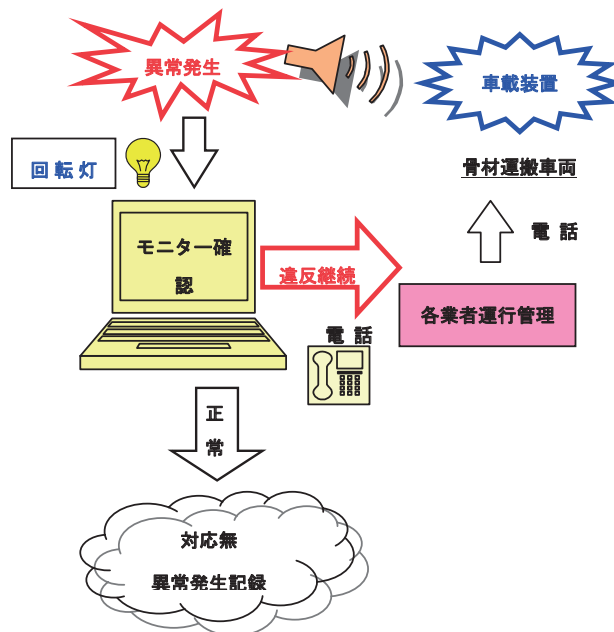 異常発生
車載装置
回転灯
骨材運搬車両
電話
モニター確
認
違反継続
各業者運行管理
電話
正
常
対応無
異常発生記録